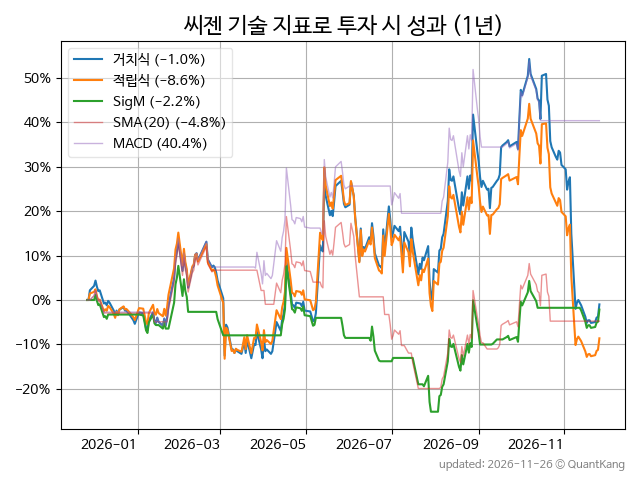 씨젠 기술 지표로 투자 시 성과 (1년)
거치식 (−1.0%)
적립식 (−8.6%)
SigM (−2.2%)
SMA(20) (−4.8%)
MACD (40.4%)
50%
40%
30%
20%
10%
0%
−10%
−20%
2026−01
2026−03
2026−05
2026−07
2026−09
2026−11
updated: 2026−11−26 ⓒ QuantKang